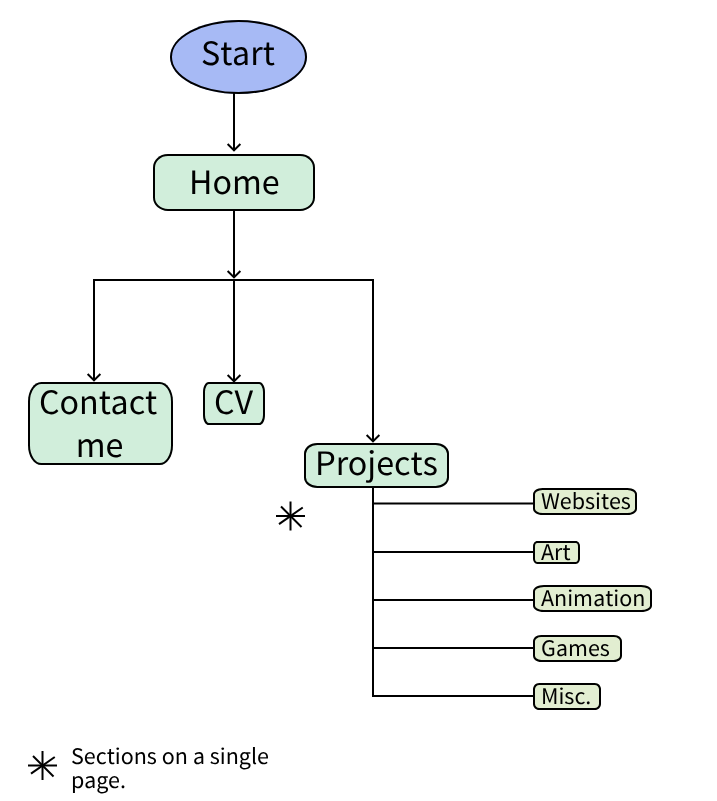 Start
Home
Contact
me
CV
Projects
Websites
Art
Animation
Games
Misc.
Sections on a single
page.